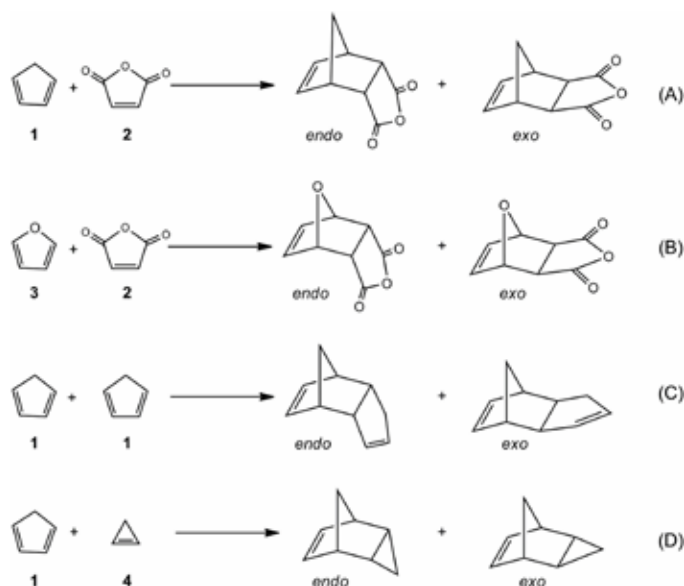 O O O O
1 + 2 endo O O O + exo O O O (A)
O O O O O
3 + 2 endo O O O + exo O O O (B)
1 + 1 endo + exo (C)
1 + 4 endo + exo (D)